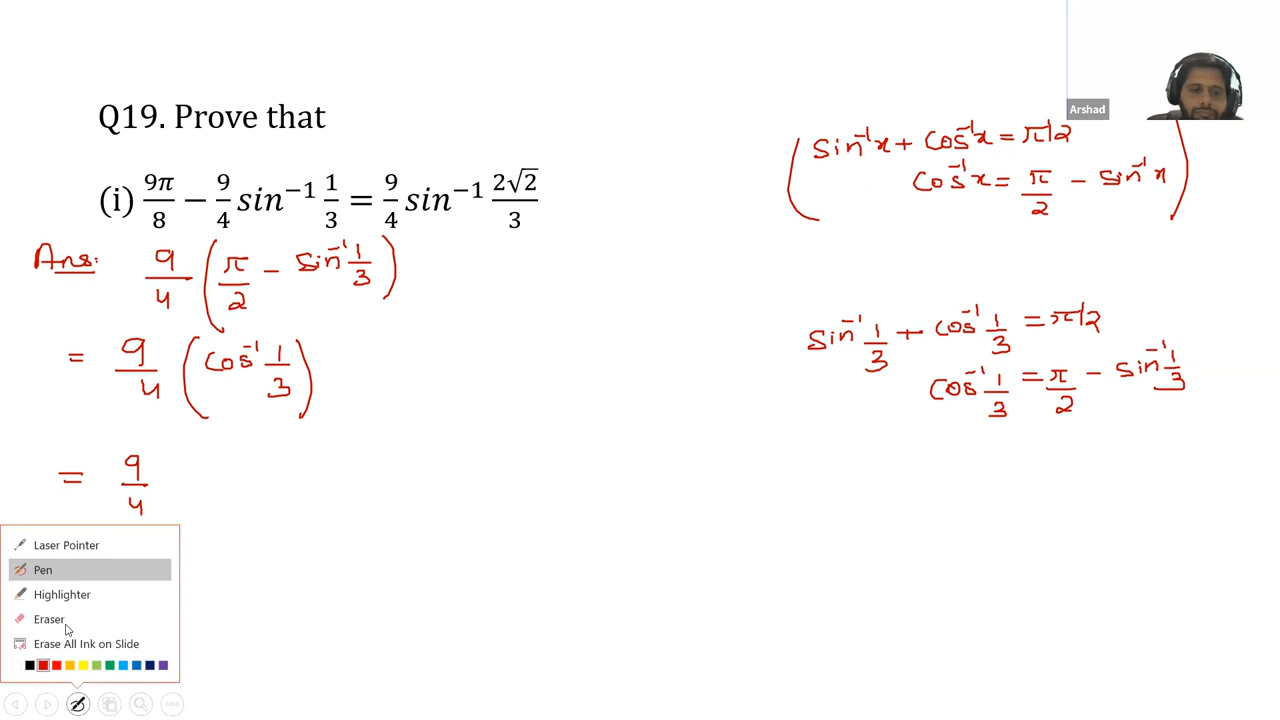 Arshad
Q19. Prove that
(i) 9π/8 − 9/4 sin⁻¹ 1/3 = 9/4 sin⁻¹ 2√2/3
Ans: 9/4 (π/2 − sin⁻¹ 1/3)
= 9/4 (cos⁻¹ 1/3)
= 9/4
(sin⁻¹x + cos⁻¹x = π/2
cos⁻¹x = π/2 − sin⁻¹x)
sin⁻¹ 1/3 + cos⁻¹ 1/3 = π/2
cos⁻¹ 1/3 = π/2 − sin⁻¹ 1/3
Laser Pointer
Pen
Highlighter
Eraser
Erase All Ink on Slide